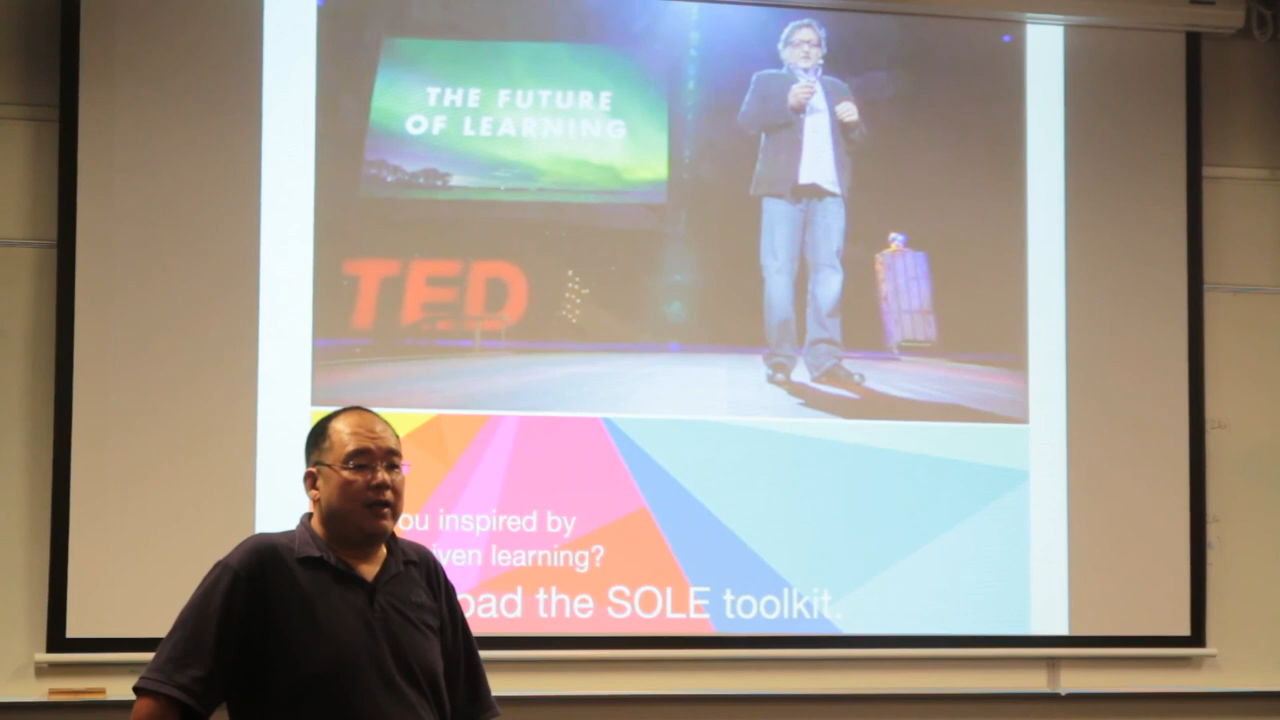 THE FUTURE
OF LEARNING
TED
ou inspired by
iven learning?
oad the SOLE toolkit.